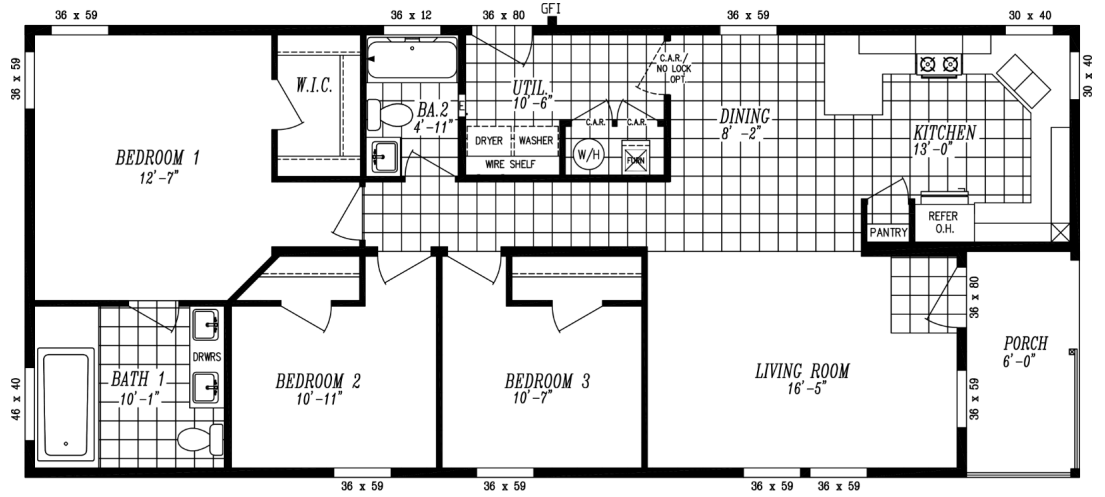 GFI
36 x 59
36 x 12
36 x 80
36 x 59
30 x 40
36 x 59
30 x 40
W.I.C.
BA.2
4'-11"
UTIL.
10'-6"
C.A.R./
NO LOCK
OPT
C.A.R.
C.A.R.
DRYER
WASHER
WIRE SHELF
W/H
FURN
DINING
8' -2"
KITCHEN
13'-0"
BEDROOM 1
12'-7"
PANTRY
REFER
O.H.
36 x 80
BATH 1
10'-1"
DRWRS
46 x 40
BEDROOM 2
10'-11"
BEDROOM 3
10'-7"
LIVING ROOM
16'-5"
PORCH
6'-0"
36 x 59
36 x 59
36 x 59
36 x 59
36 x 59